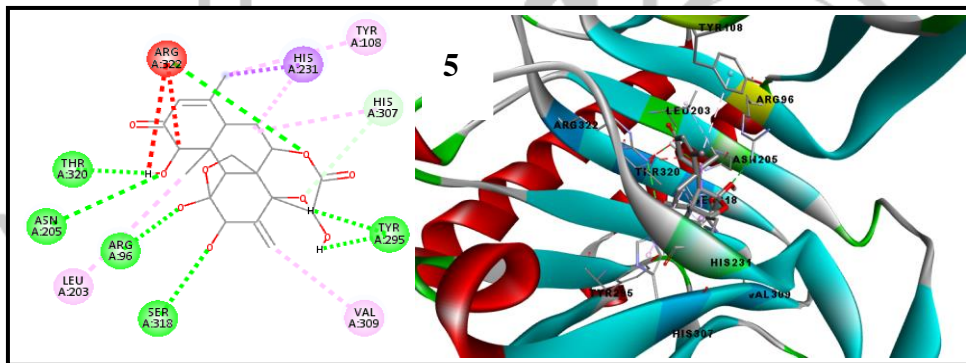 TYR
A:108
ARG
A:322
HIS
A:231
HIS
A:307
O
O
O
THR
A:320
H
O
O
O
O
H
ASN
A:205
ARG
A:96
O
O
H
TYR
A:295
LEU
A:203
O
SER
A:318
VAL
A:309
5
TYR108
LEU203
ARG96
ARG322
ASN205
THR320
HIS231
VAL309
HIS307